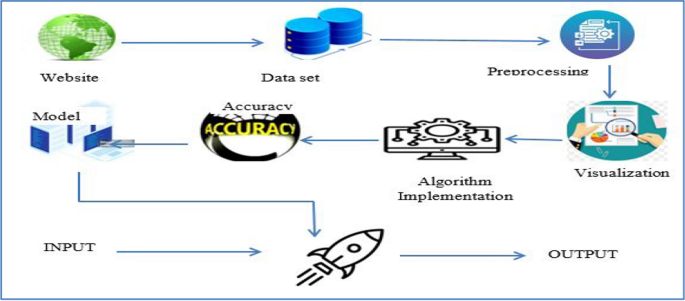 Website
Data set
Preprocessing
Model
Accuracy
ACCURACY
Algorithm
Implementation
Visualization
INPUT
OUTPUT